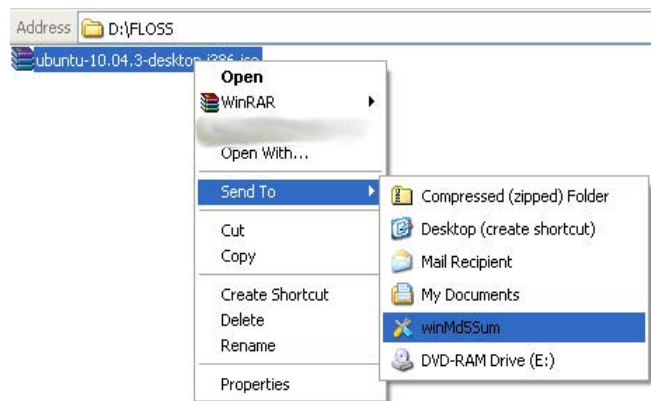 Address D:\FLOSS
ubuntu-10.04.3-desktop-i386.iso
Open
WinRAR
Open With...
Send To
Cut
Copy
Create Shortcut
Delete
Rename
Properties
Compressed (zipped) Folder
Desktop (create shortcut)
Mail Recipient
My Documents
winMd5Sum
DVD-RAM Drive (E:)